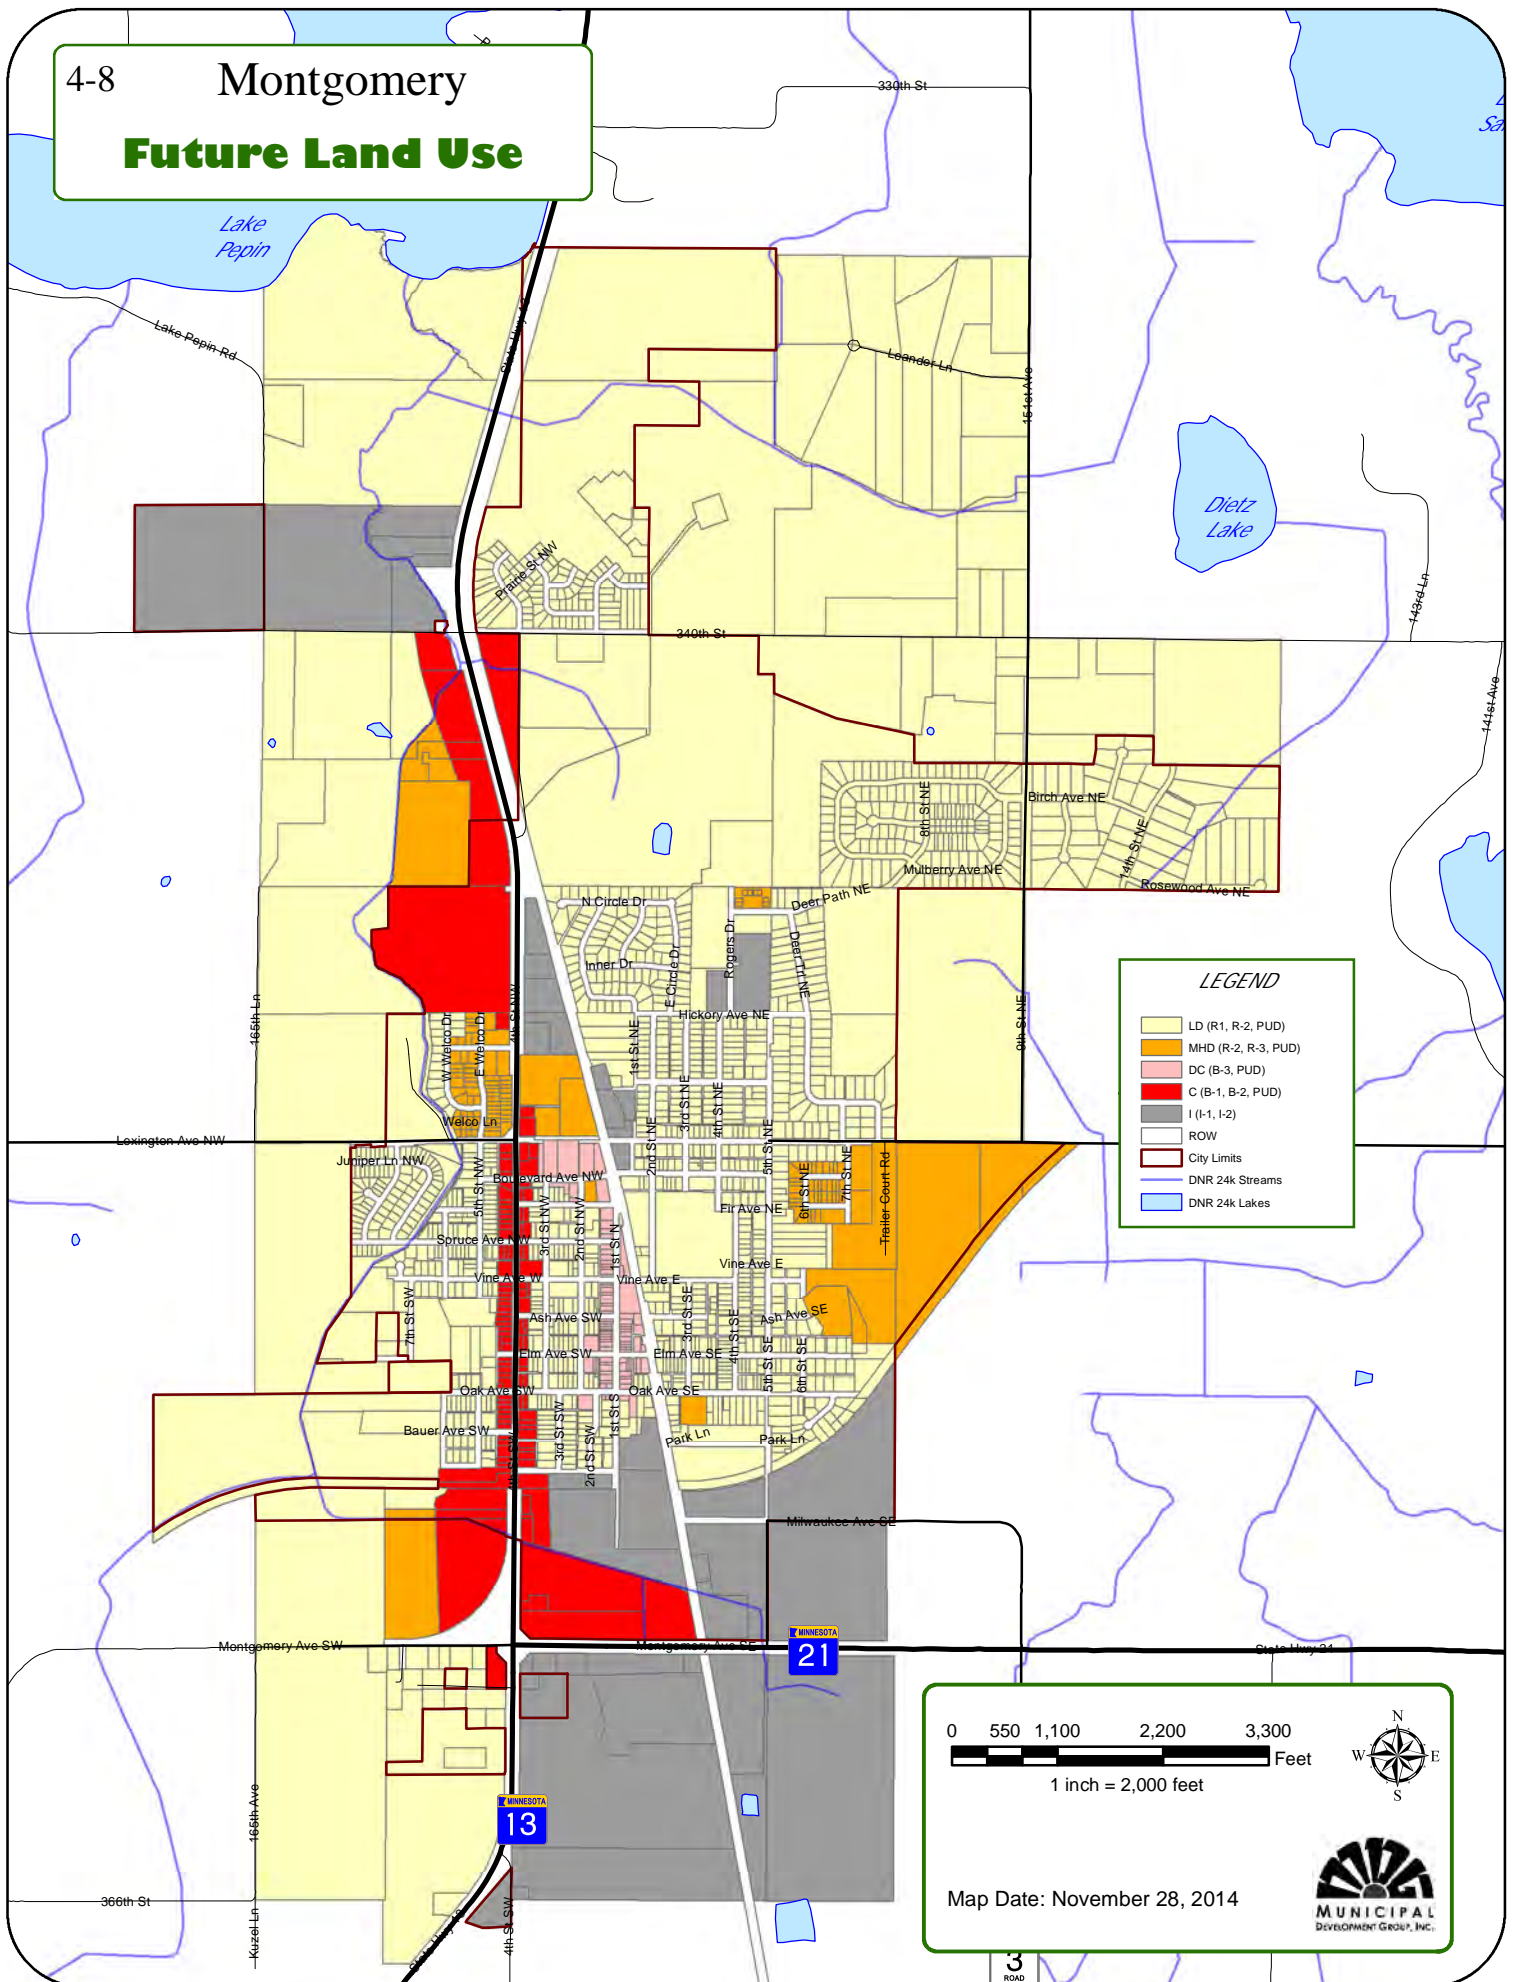 4-8 Montgomery
Future Land Use
330th St
Lake
Pepin
Lake Pepin Rd
Leander Ln
151st Ave
Dietz
Lake
Prairie St NW
143rd Ln
340th St
141st Ave
Birch Ave NE
8th St NE
14th St NE
Mulberry Ave NE
Rosewood Ave NE
Deer Path NE
N Circle Dr
Rogers Dr
Deer Trl NE
Inner Dr
E Circle Dr
Hickory Ave NE
165th Ln
4th St NW
9th St NE
W Welco Dr
E Welco Dr
1st St NE
3rd St NE
4th St NE
Welco Ln
Lexington Ave NW
2nd St NE
5th St NE
Juniper Ln NW
5th St NW
Boulevard Ave NW
6th St NE
7th St NE
Trailer Court Rd
3rd St NW
2nd St NW
1st St N
Fir Ave NE
Spruce Ave NW
Vine Ave W
Vine Ave E
Vine Ave E
7th St SW
Ash Ave SW
3rd St SE
4th St SE
Ash Ave SE
Elm Ave SW
Elm Ave SE
5th St SE
6th St SE
Oak Ave SW
Oak Ave SE
1st St S
Bauer Ave SW
3rd St SW
2nd St SW
4th St SW
Park Ln
Park Ln
Milwaukee Ave SE
Montgomery Ave SW
Montgomery Ave SE
MINNESOTA
21
State Hwy 21
MINNESOTA
13
165th Ave
366th St
Kuzel Ln
4th St SW
State Hwy 13
LEGEND
LD (R1, R-2, PUD)
MHD (R-2, R-3, PUD)
DC (B-3, PUD)
C (B-1, B-2, PUD)
I (I-1, I-2)
ROW
City Limits
DNR 24k Streams
DNR 24k Lakes
0 550 1,100 2,200 3,300
Feet
1 inch = 2,000 feet
N
W E
S
Map Date: November 28, 2014
MUNICIPAL
DEVELOPMENT GROUP, INC.
3
ROAD